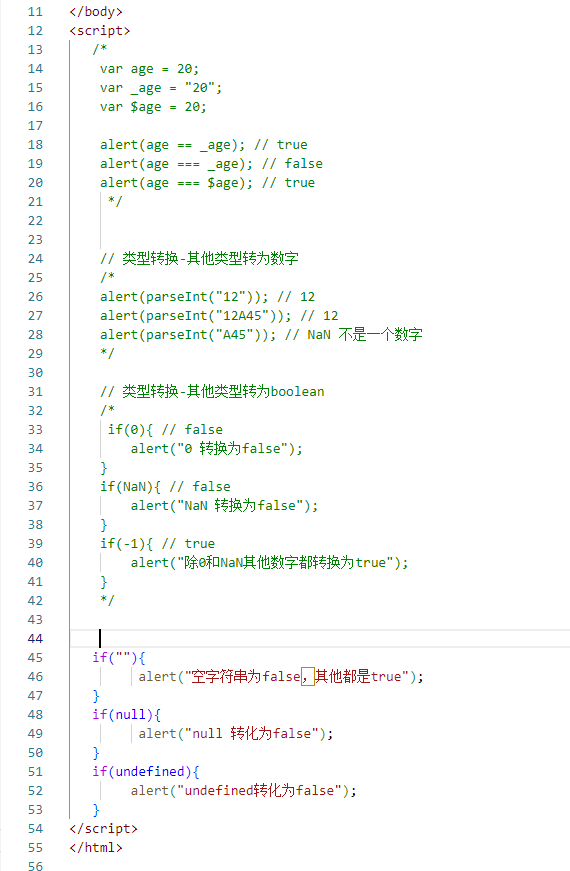 11 </body>
12 <script>
13 /*
14 var age = 20;
15 var _age = "20";
16 var $age = 20;
17
18 alert(age == _age); // true
19 alert(age === _age); // false
20 alert(age === $age); // true
21 */
22
23
24 // 类型转换-其他类型转为数字
25 /*
26 alert(parseInt("12")); // 12
27 alert(parseInt("12A45")); // 12
28 alert(parseInt("A45")); // NaN 不是一个数字
29 */
30
31 // 类型转换-其他类型转为boolean
32 /*
33 if(0){ // false
34 alert("0 转换为false");
35 }
36 if(NaN){ // false
37 alert("NaN 转换为false");
38 }
39 if(-1){ // true
40 alert("除0和NaN其他数字都转换为true");
41 }
42 */
43
44
45 if(""){
46 alert("空字符串为false，其他都是true");
47 }
48 if(null){
49 alert("null 转化为false");
50 }
51 if(undefined){
52 alert("undefined转化为false");
53 }
54 </script>
55 </html>
56